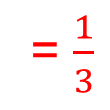 = 1/3